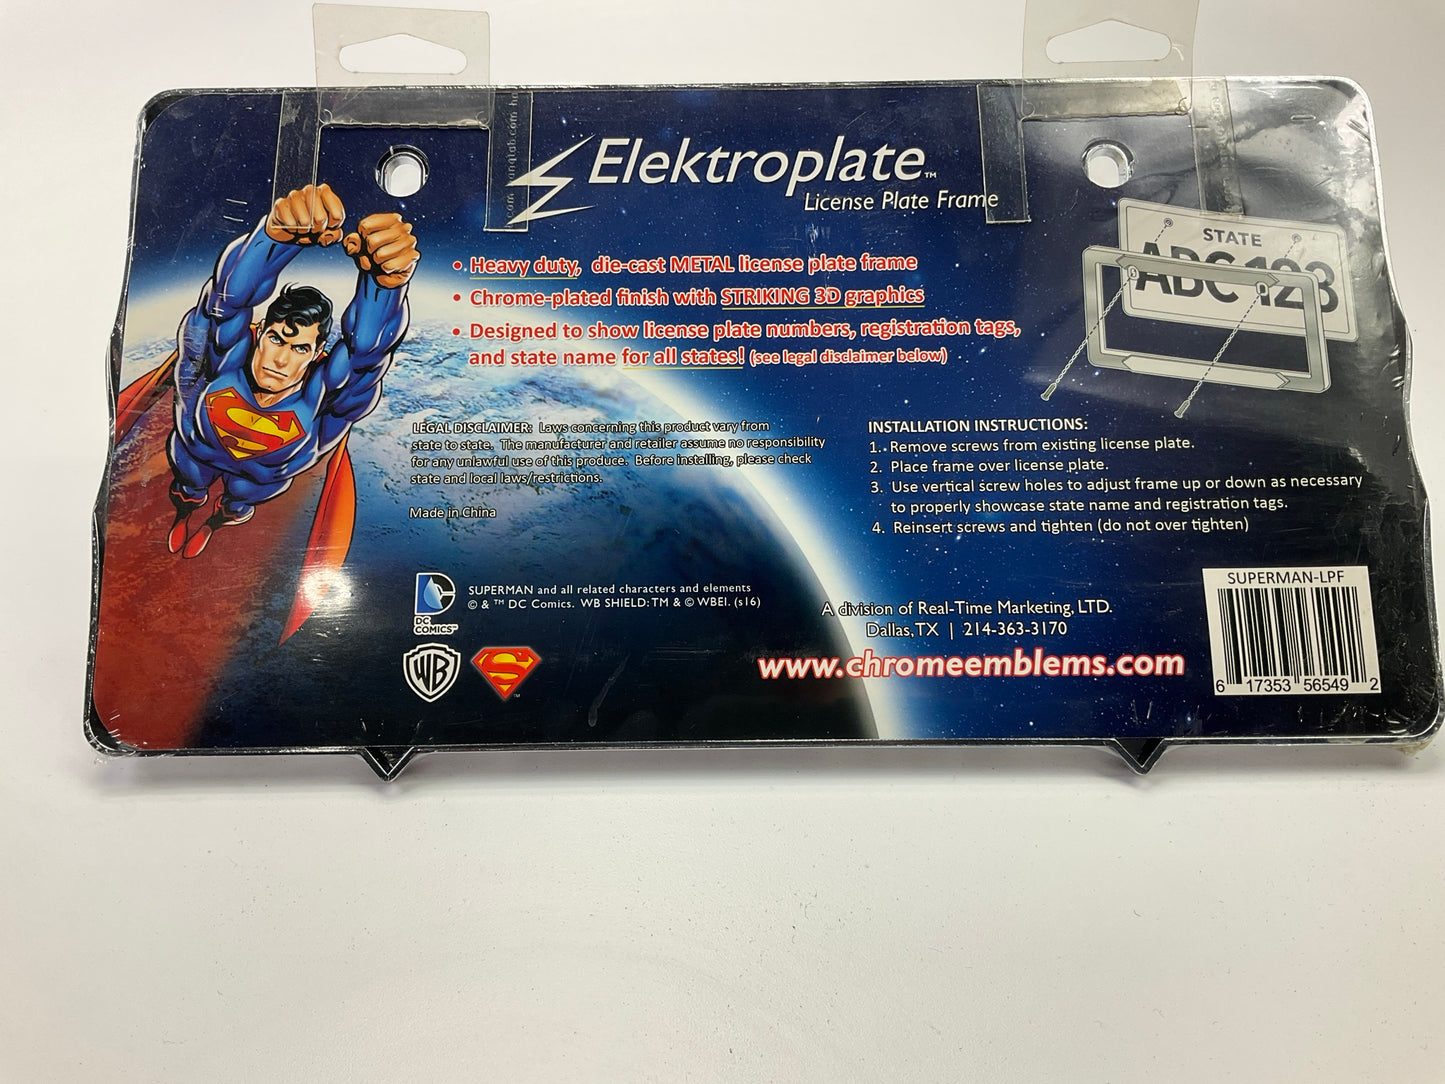 Elektroplate™
License Plate Frame
• Heavy duty, die-cast METAL license plate frame
• Chrome-plated finish with STRIKING 3D graphics
• Designed to show license plate numbers, registration tags,
and state name for all states! (see legal disclaimer below)
STATE
ABC 123
LEGAL DISCLAIMER: Laws concerning this product vary from
state to state. The manufacturer and retailer assume no responsibility
for any unlawful use of this produce. Before installing, please check
state and local laws/restrictions.
Made in China
INSTALLATION INSTRUCTIONS:
1. Remove screws from existing license plate.
2. Place frame over license plate.
3. Use vertical screw holes to adjust frame up or down as necessary
to properly showcase state name and registration tags.
4. Reinsert screws and tighten (do not over tighten)
DC
COMICS™
SUPERMAN and all related characters and elements
© & ™ DC Comics. WB SHIELD: TM & © WBEI. (s16)
WB
S
™
A division of Real-Time Marketing, LTD.
Dallas, TX | 214-363-3170
www.chromeemblems.com
SUPERMAN-LPF
6 17353 56549 2